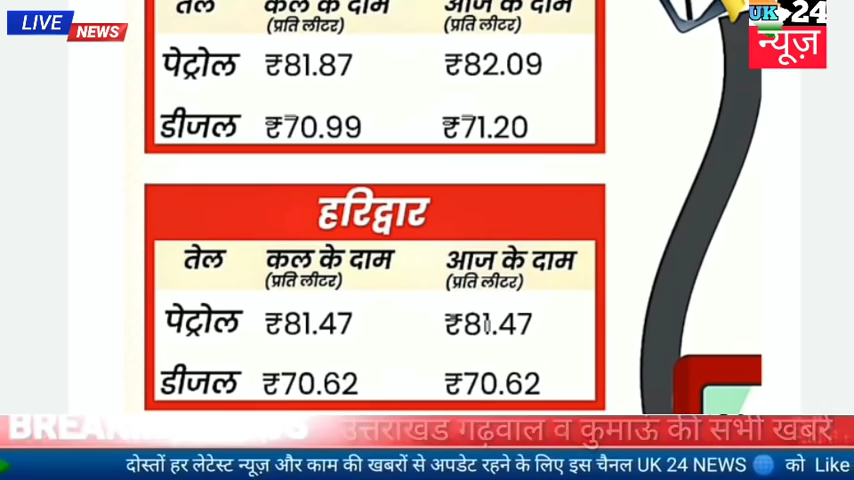 LIVE
NEWS
UK 24
न्यूज़
तेल कल के दाम आज के दाम
(प्रति लीटर) (प्रति लीटर)
पेट्रोल ₹81.87 ₹82.09
डीजल ₹70.99 ₹71.20
हरिद्वार
तेल कल के दाम आज के दाम
(प्रति लीटर) (प्रति लीटर)
पेट्रोल ₹81.47 ₹81.47
डीजल ₹70.62 ₹70.62
उत्तराखंड गढ़वाल व कुमाऊं की सभी खबरें
दोस्तों हर लेटेस्ट न्यूज़ और काम की खबरों से अपडेट रहने के लिए इस चैनल UK 24 NEWS को Like